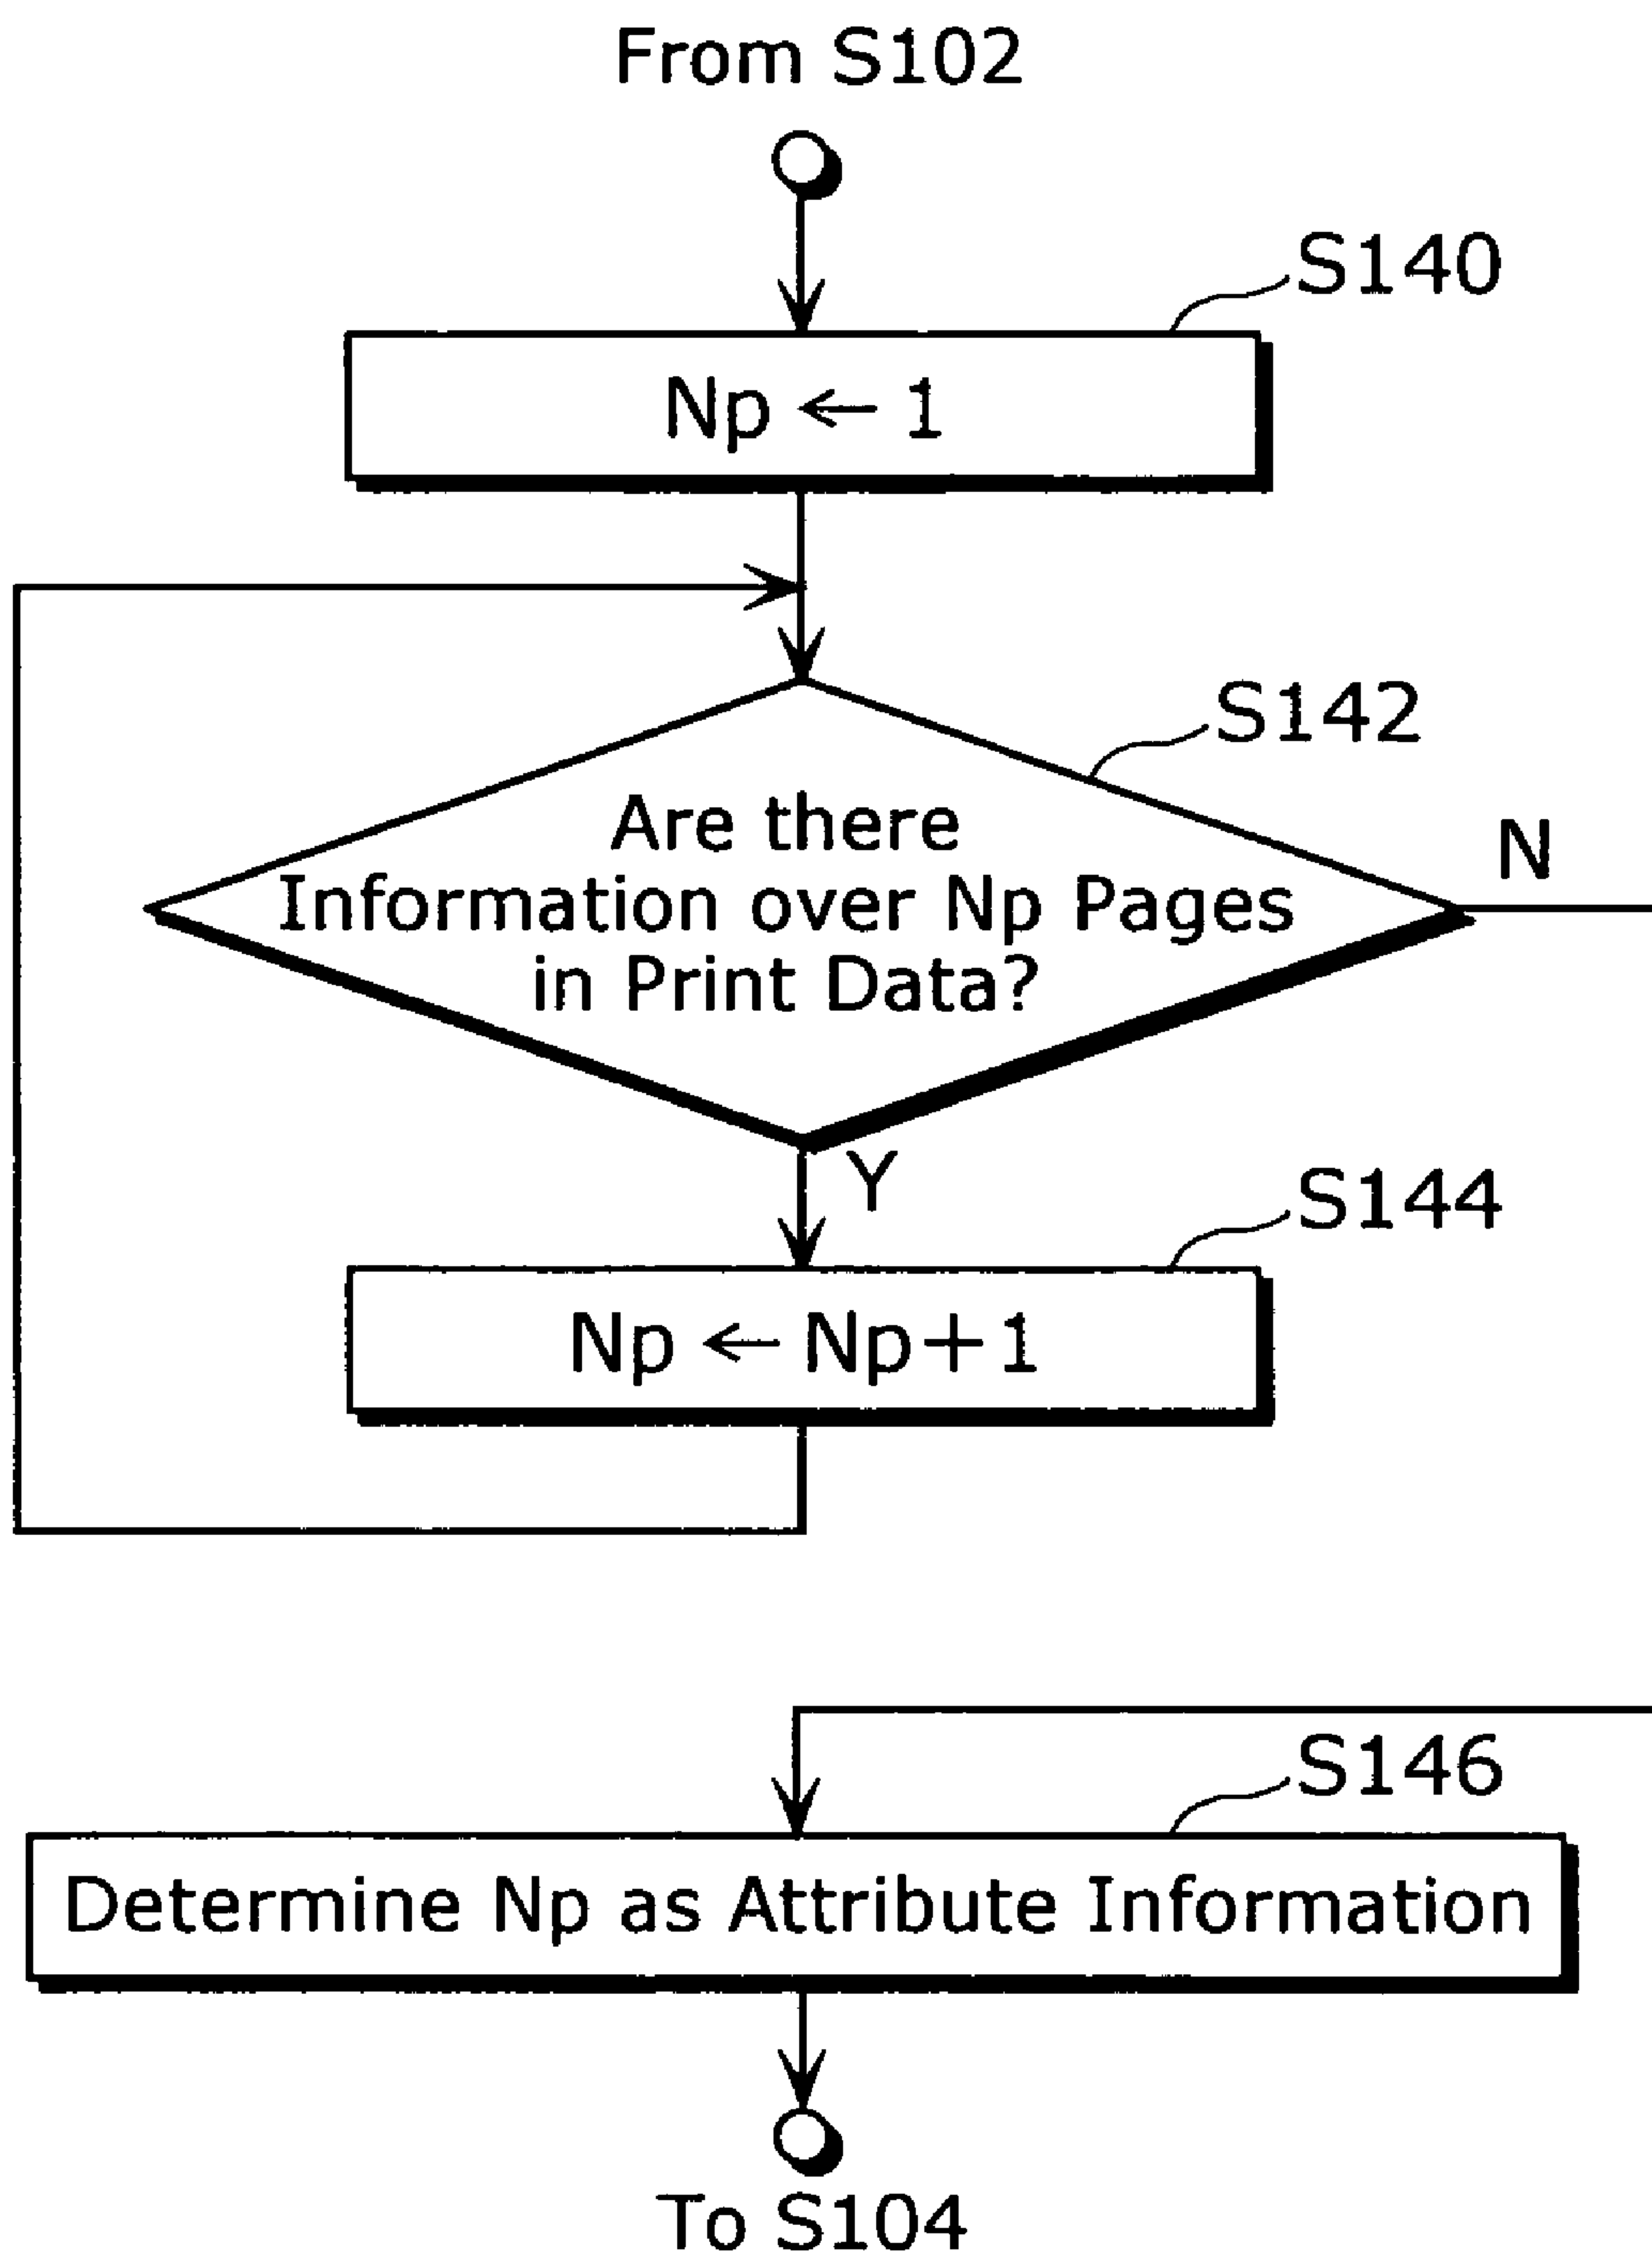 From S102
S140
Np ← 1
S142
Are there
Information over Np Pages
in Print Data?
N
Y
S144
Np ← Np+1
S146
Determine Np as Attribute Information
To S104